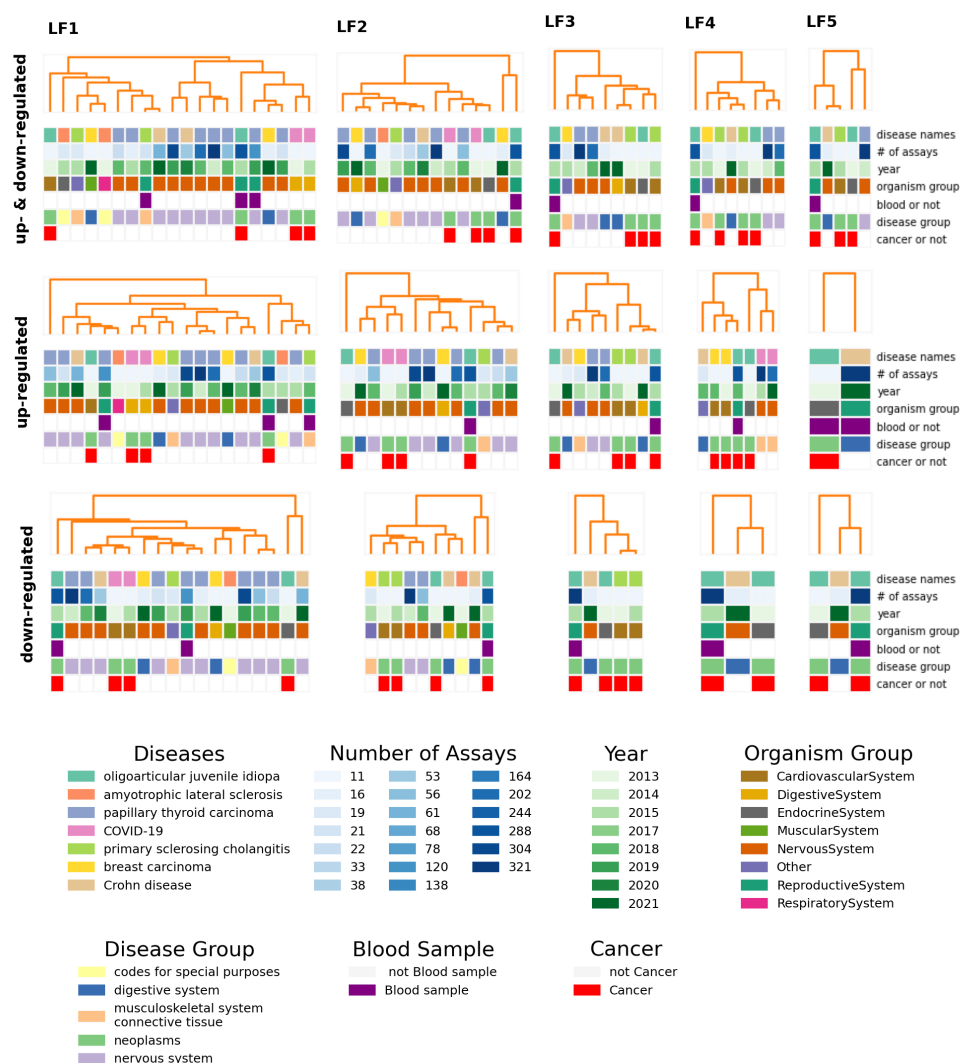 LF1 LF2 LF3 LF4 LF5
up- & down-regulated
disease names
# of assays
year
organism group
blood or not
disease group
cancer or not
up-regulated
disease names
# of assays
year
organism group
blood or not
disease group
cancer or not
down-regulated
disease names
# of assays
year
organism group
blood or not
disease group
cancer or not
Diseases
oligoarticular juvenile idiopa
amyotrophic lateral sclerosis
papillary thyroid carcinoma
COVID-19
primary sclerosing cholangitis
breast carcinoma
Crohn disease
Number of Assays
11 53 164
16 56 202
19 61 244
21 68 288
22 78 304
33 120 321
38 138
Year
2013
2014
2015
2017
2018
2019
2020
2021
Organism Group
CardiovascularSystem
DigestiveSystem
EndocrineSystem
MuscularSystem
NervousSystem
Other
ReproductiveSystem
RespiratorySystem
Disease Group
codes for special purposes
digestive system
musculoskeletal system
connective tissue
neoplasms
nervous system
Blood Sample
not Blood sample
Blood sample
Cancer
not Cancer
Cancer